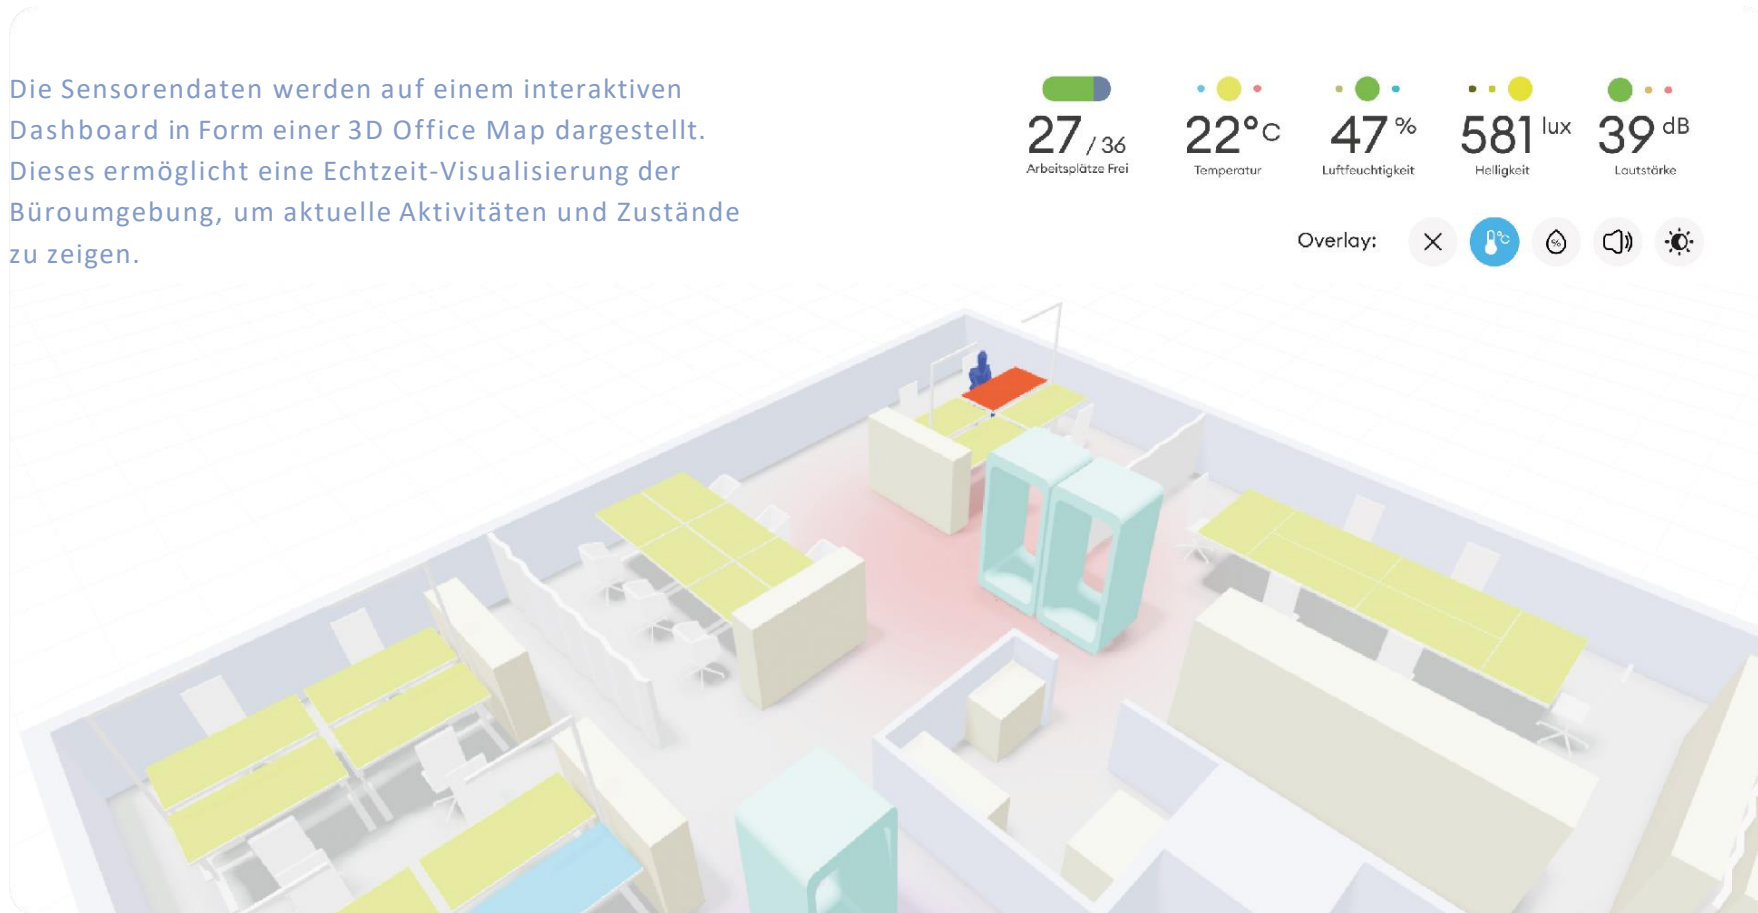 Die Sensorendaten werden auf einem interaktiven
Dashboard in Form einer 3D Office Map dargestellt.
Dieses ermöglicht eine Echtzeit-Visualisierung der
Büroumgebung, um aktuelle Aktivitäten und Zustände
zu zeigen.
27 / 36
Arbeitsplätze Frei
22°C
Temperatur
47 %
Luftfeuchtigkeit
581 lux
Helligkeit
39 dB
Lautstärke
Overlay:
°C
%